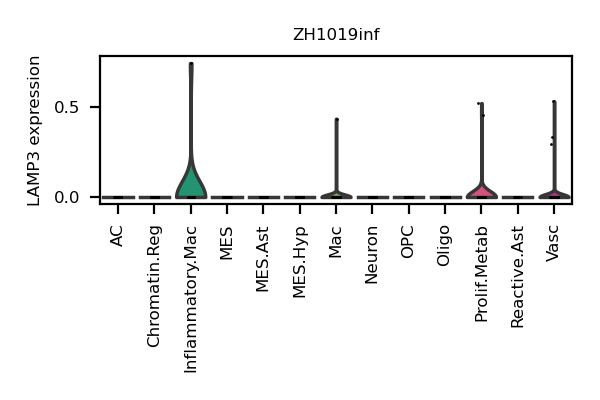 ZH1019inf
LAMP3 expression
0.5
0.0
AC
Chromatin.Reg
Inflammatory.Mac
MES
MES.Ast
MES.Hyp
Mac
Neuron
OPC
Oligo
Prolif.Metab
Reactive.Ast
Vasc